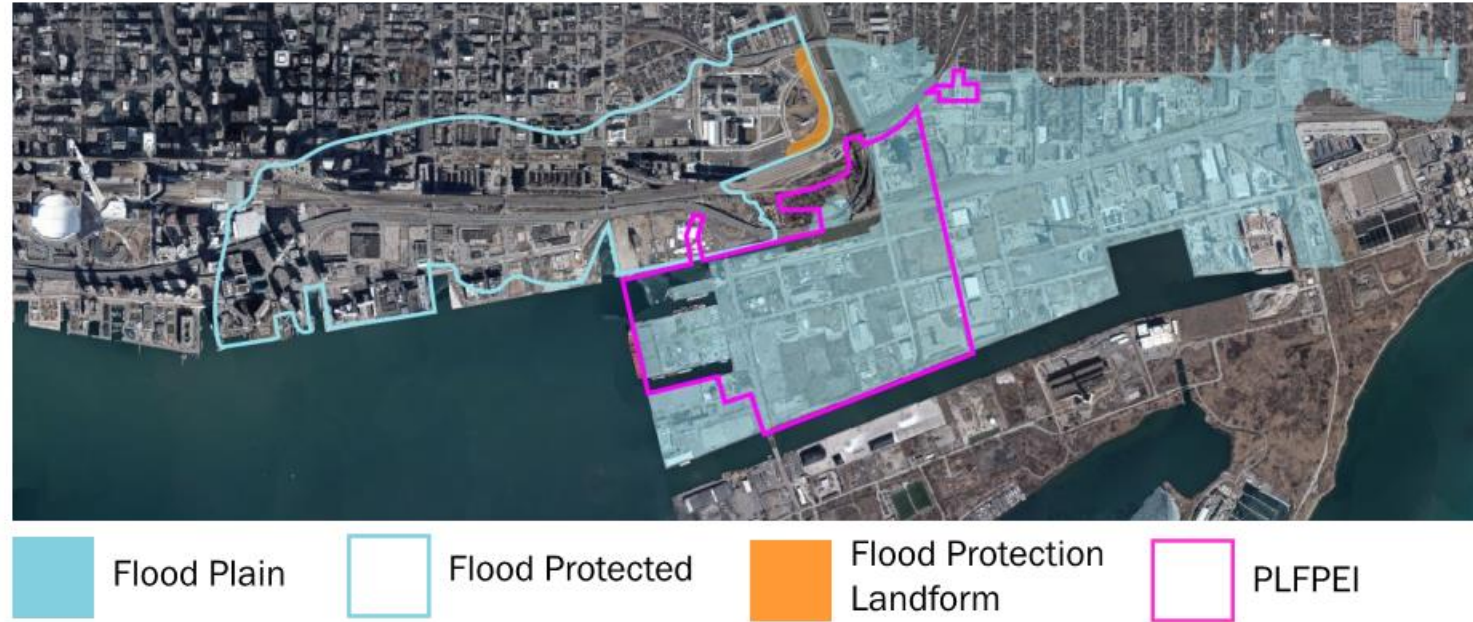 Flood Plain
Flood Protected
Flood Protection
Landform
PLFPEI